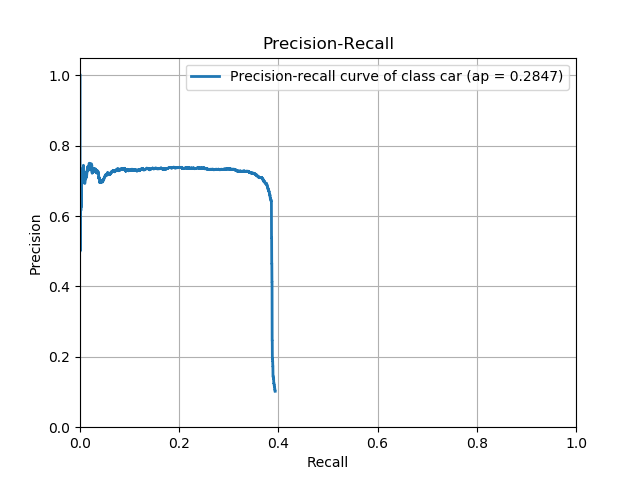 Precision-Recall
Precision-recall curve of class car (ap = 0.2847)
1.0
0.8
0.6
0.4
0.2
0.0
Precision
0.0 0.2 0.4 0.6 0.8 1.0
Recall